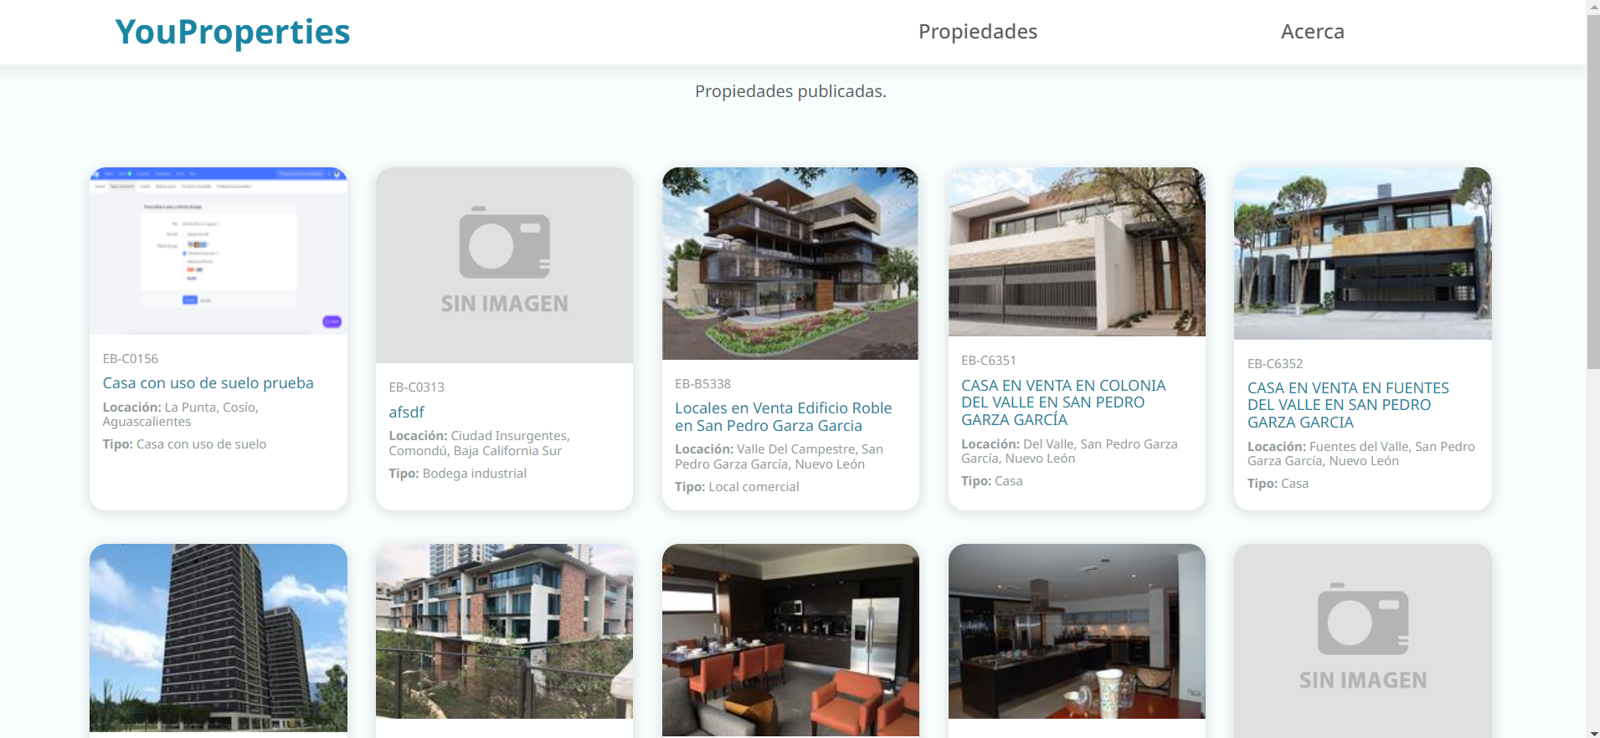 YouProperties
Propiedades
Acerca
Propiedades publicadas.
EB-C0156
Casa con uso de suelo prueba
Locación: La Punta, Cosío,
Aguascalientes
Tipo: Casa con uso de suelo
SIN IMAGEN
EB-C0313
afsdf
Locación: Ciudad Insurgentes,
Comondú, Baja California Sur
Tipo: Bodega industrial
EB-B5338
Locales en Venta Edificio Roble
en San Pedro Garza Garcia
Locación: Valle Del Campestre, San
Pedro Garza García, Nuevo León
Tipo: Local comercial
EB-C6351
CASA EN VENTA EN COLONIA
DEL VALLE EN SAN PEDRO
GARZA GARCÍA
Locación: Del Valle, San Pedro Garza
García, Nuevo León
Tipo: Casa
EB-C6352
CASA EN VENTA EN FUENTES
DEL VALLE EN SAN PEDRO
GARZA GARCIA
Locación: Fuentes del Valle, San Pedro
Garza García, Nuevo León
Tipo: Casa
SIN IMAGEN